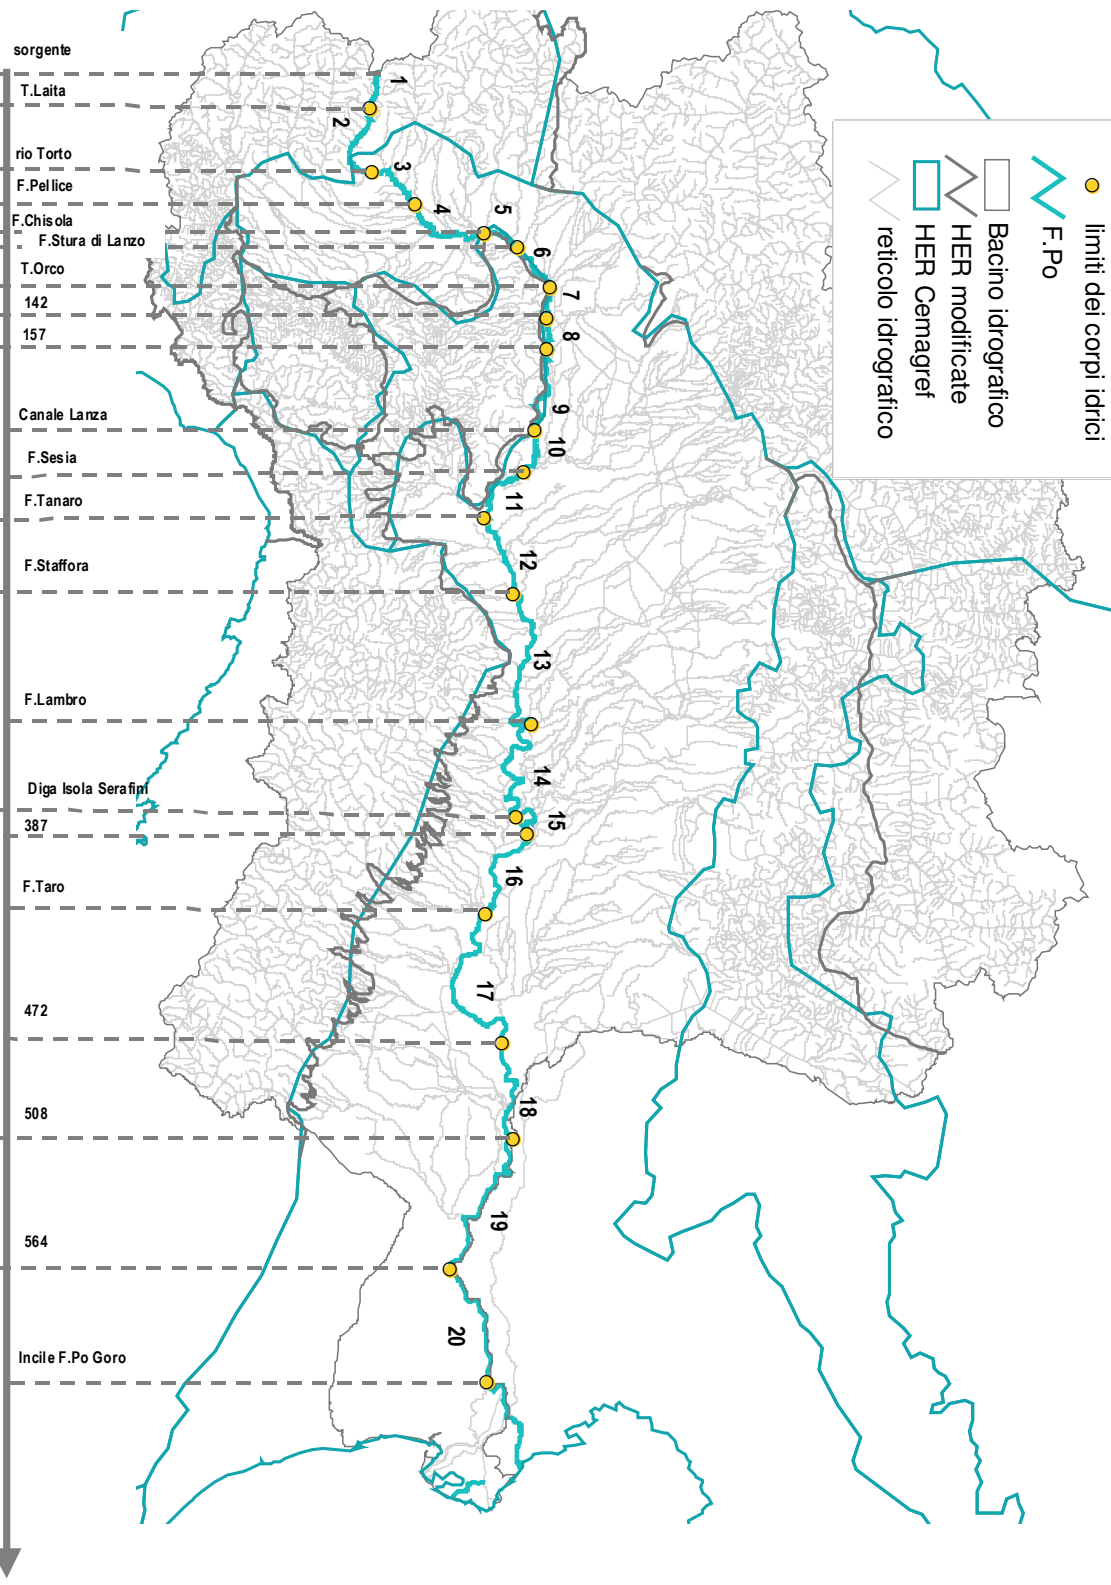 sorgente
T.Laita
rio Torto
F.Pellice
F.Chisola
F.Stura di Lanzo
T.Orco
142
157
Canale Lanza
F.Sesia
F.Tanaro
F.Staffora
F.Lambro
Diga Isola Serafini
387
F.Taro
472
508
564
Incile F.Po Goro
1
2
3
4
5
6
7
8
9
10
11
12
13
14
15
16
17
18
19
20
limiti dei corpi idrici
F.Po
Bacino idrografico
HER modificate
HER Cemagref
reticolo idrografico